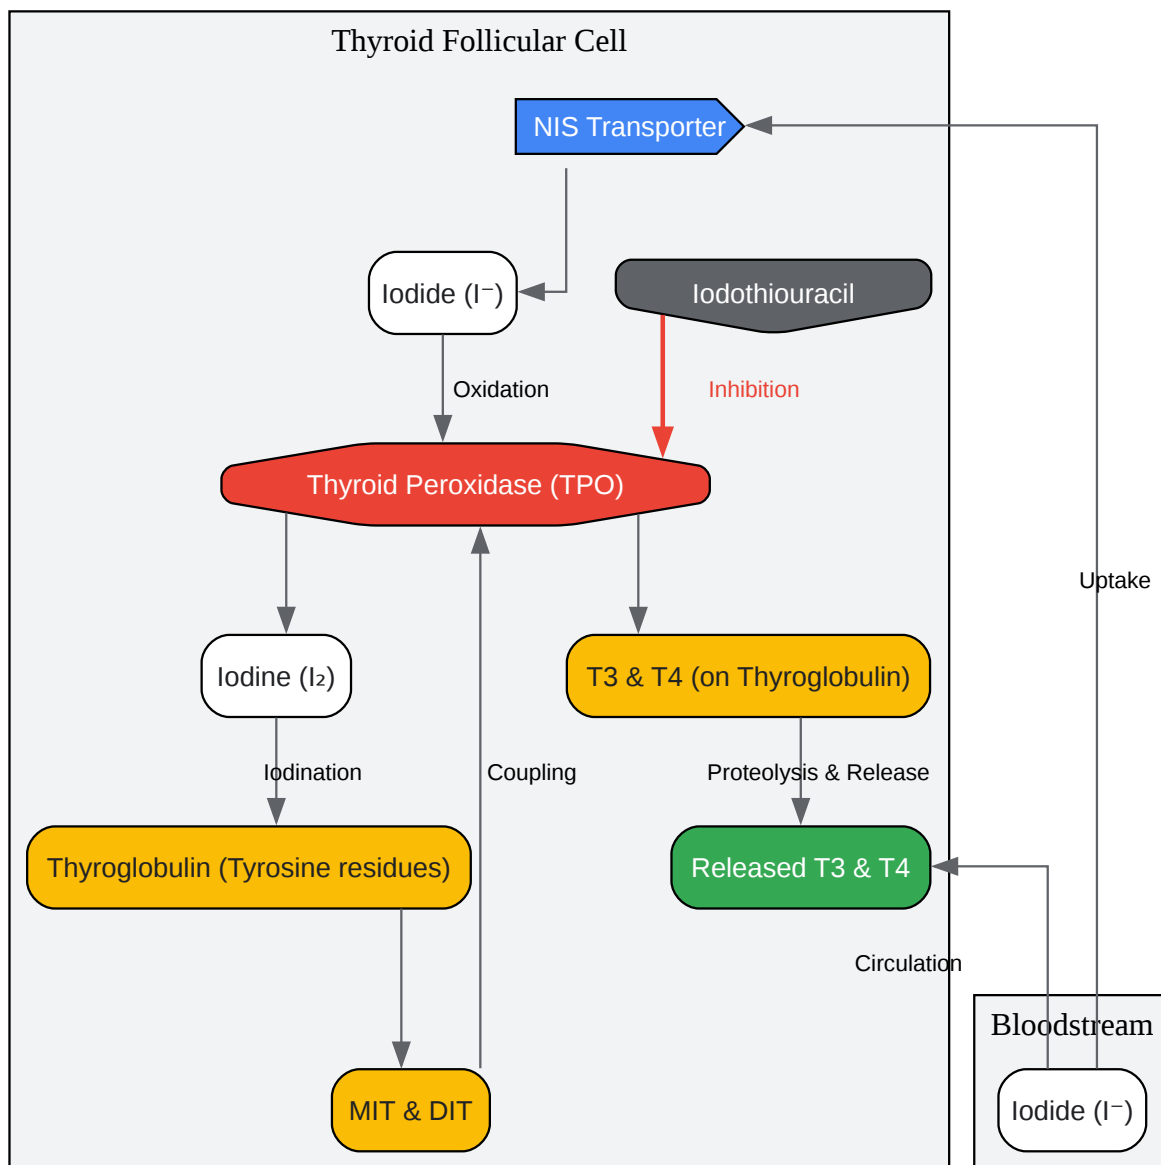 Thyroid Follicular Cell
NIS Transporter
Iodide (I⁻)
Iodothiouracil
Oxidation
Inhibition
Thyroid Peroxidase (TPO)
Uptake
Iodine (I₂)
T3 & T4 (on Thyroglobulin)
Iodination
Coupling
Proteolysis & Release
Thyroglobulin (Tyrosine residues)
Released T3 & T4
Circulation
Bloodstream
MIT & DIT
Iodide (I⁻)